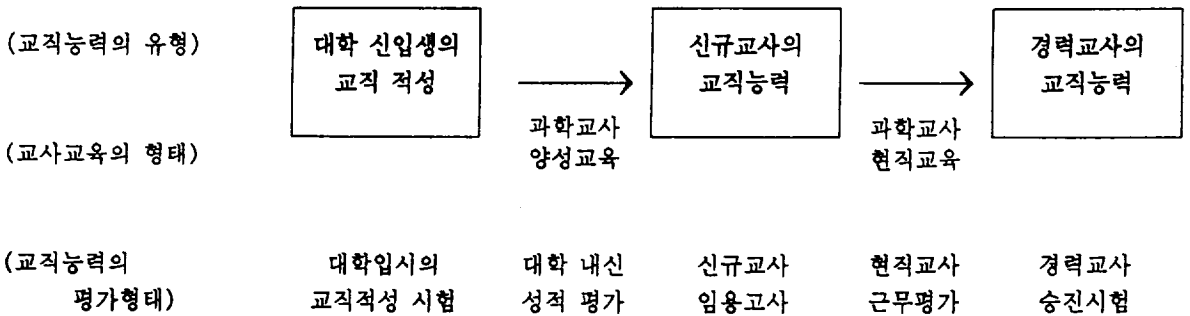 (교직능력의 유형)
대학 신입생의
교직 적성
신규교사의
교직능력
경력교사의
교직능력
(교사교육의 형태)
과학교사
양성교육
과학교사
현직교육
(교직능력의
평가형태)
대학입시의
교직적성 시험
대학 내신
성적 평가
신규교사
임용고사
현직교사
근무평가
경력교사
승진시험